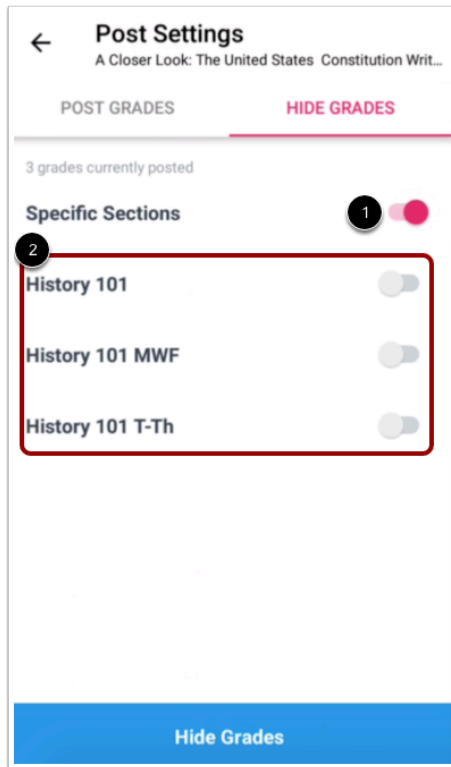 Post Settings
A Closer Look: The United States Constitution Writ...
POST GRADES HIDE GRADES
3 grades currently posted
Specific Sections 1
2
History 101
History 101 MWF
History 101 T-Th
Hide Grades